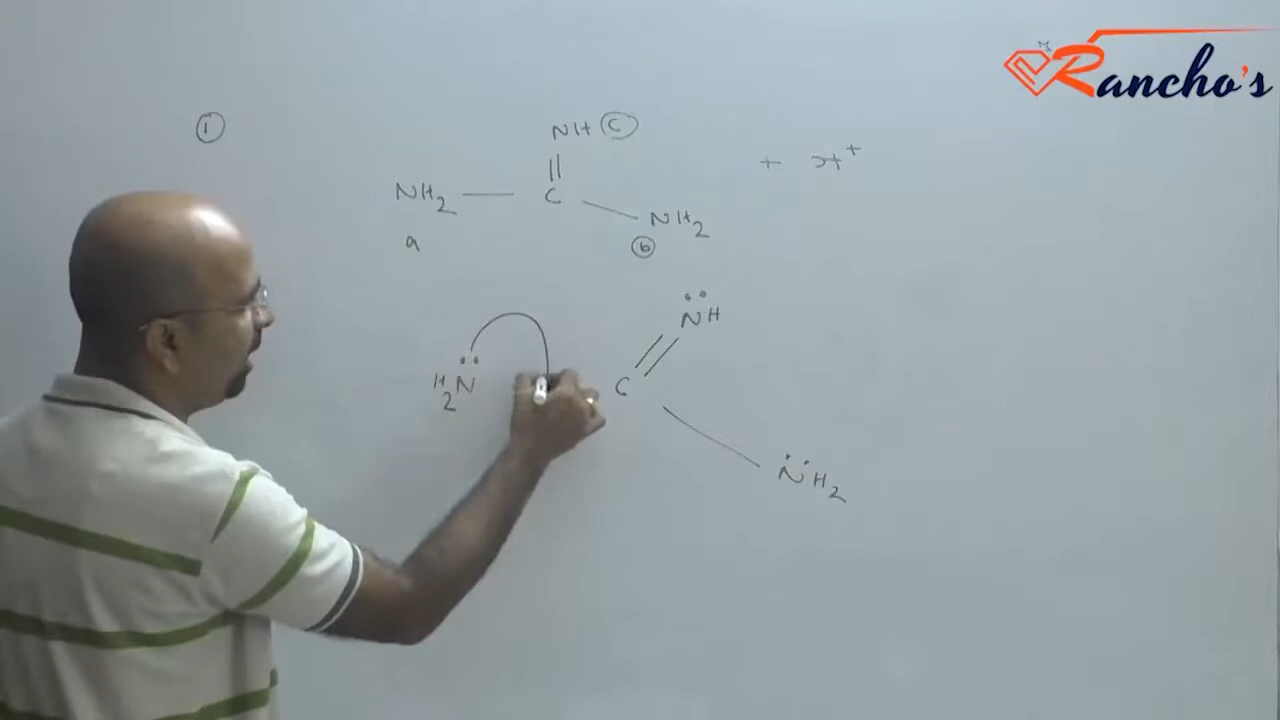 Rancho's
1
NH c
+ H+
NH2 — C — NH2
a
b
NH
H2N C
NH2